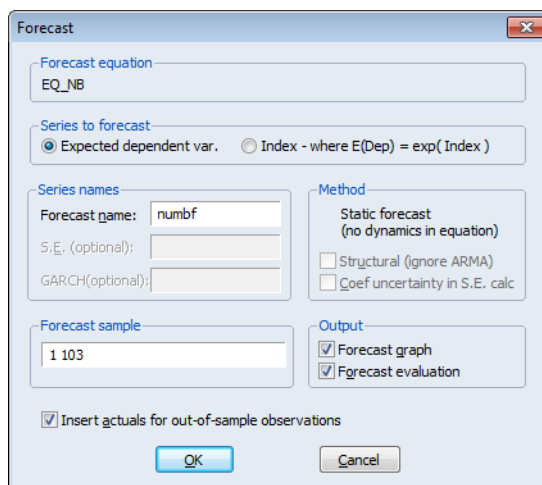 Forecast
Forecast equation
EQ_NB
Series to forecast
Expected dependent var.
Index - where E(Dep) = exp( Index )
Series names
Forecast name: numbf
S.E. (optional):
GARCH(optional):
Method
Static forecast
(no dynamics in equation)
Structural (ignore ARMA)
Coef uncertainty in S.E. calc
Forecast sample
1 103
Output
Forecast graph
Forecast evaluation
Insert actuals for out-of-sample observations
OK
Cancel